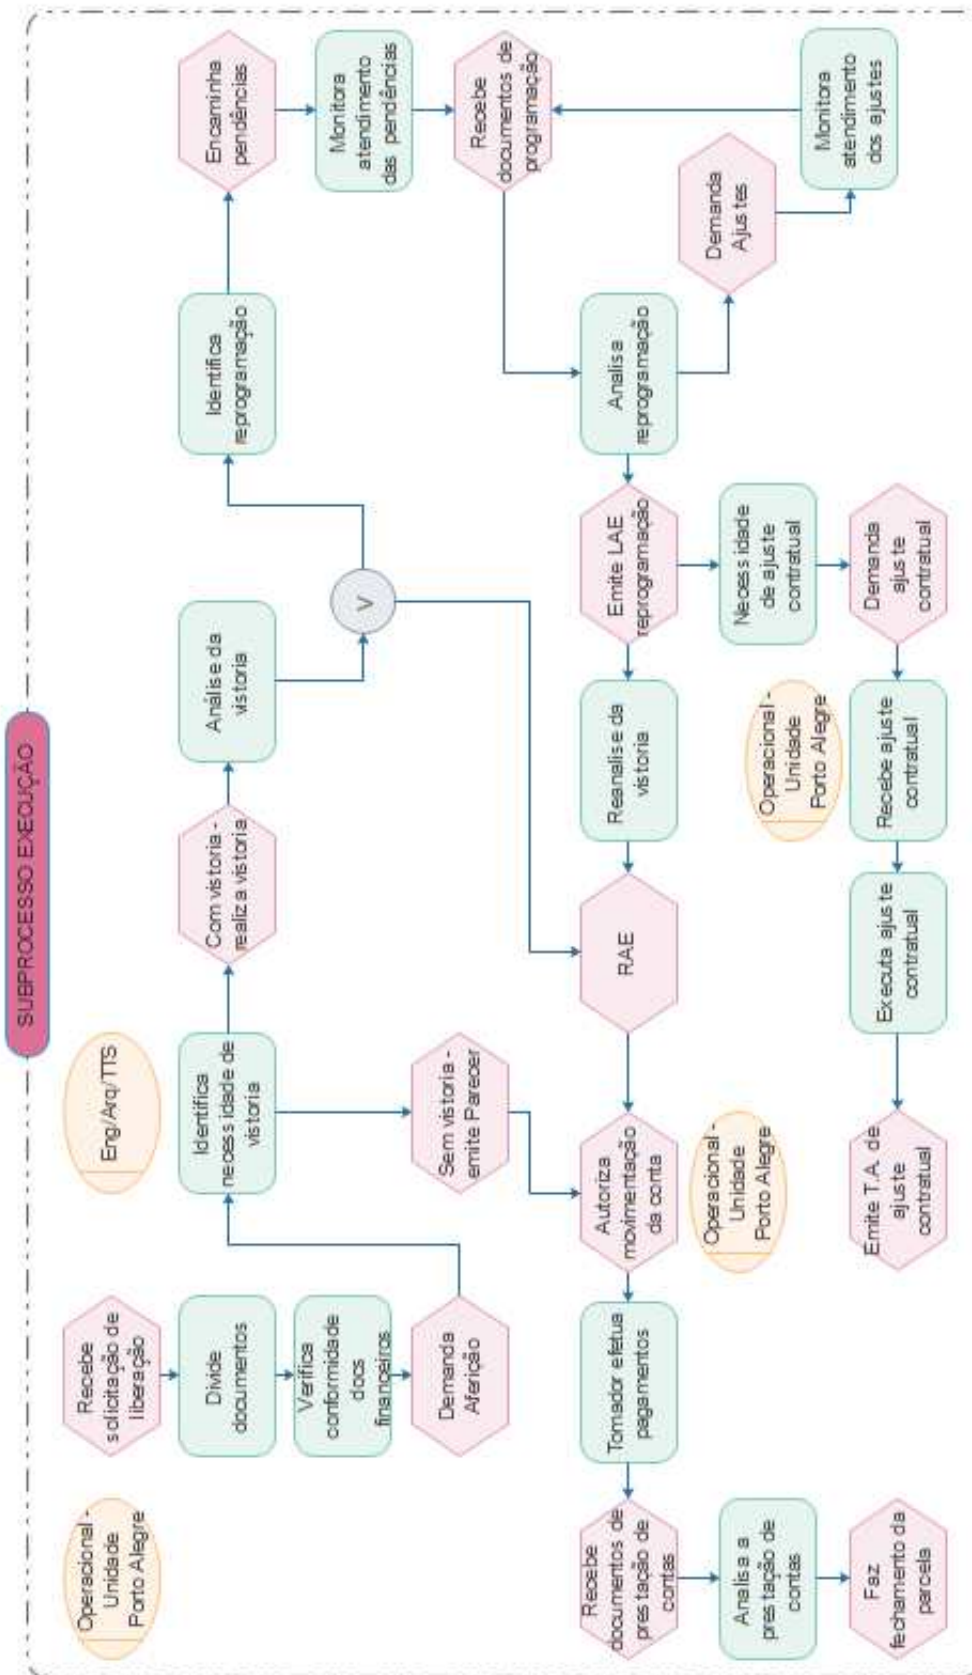 SUBPROCESSO EXECUÇÃO
Operacional -
Unidade
Porto Alegre
Recebe
solicitação de
liberação
Divide
documentos
Verifica
conformidade
docs
financeiros
Demanda
Aferição
Eng/Arq/TTS
Identifica
necessidade de
vistoria
Com vistoria -
realiza vistoria
Análise da
vistoria
V
Identifica
reprogramação
Encaminha
pendências
Monitora
atendimento
das pendências
Recebe
documentos de
programação
Sem vistoria -
emite Parecer
Analisa
reprogramação
Demanda
Ajustes
Monitora
atendimento
dos ajustes
Emite LAE
reprogramação
Reanalise da
vistoria
RAE
Autoriza
movimentação
da conta
Operacional -
Unidade
Porto Alegre
Tomador efetua
pagamentos
Recebe
documentos de
prestação de
contas
Analisa a
prestação de
contas
Faz
fechamento da
parcela
Necessidade
de ajuste
contratual
Demanda
ajuste
contratual
Operacional -
Unidade
Porto Alegre
Recebe ajuste
contratual
Executa ajuste
contratual
Emite T.A. de
ajuste
contratual